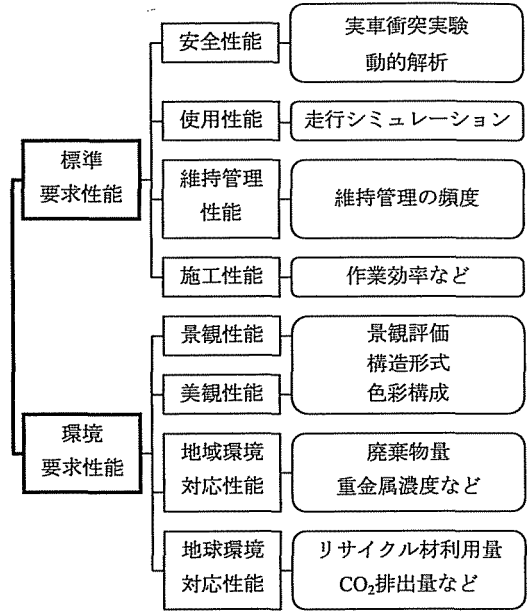 標準
要求性能
安全性能
実車衝突実験
動的解析
使用性能
走行シミュレーション
維持管理
性能
維持管理の頻度
施工性能
作業効率など
環境
要求性能
景観性能
美観性能
景観評価
構造形式
色彩構成
地域環境
対応性能
廃棄物量
重金属濃度など
地球環境
対応性能
リサイクル材利用量
CO₂排出量など